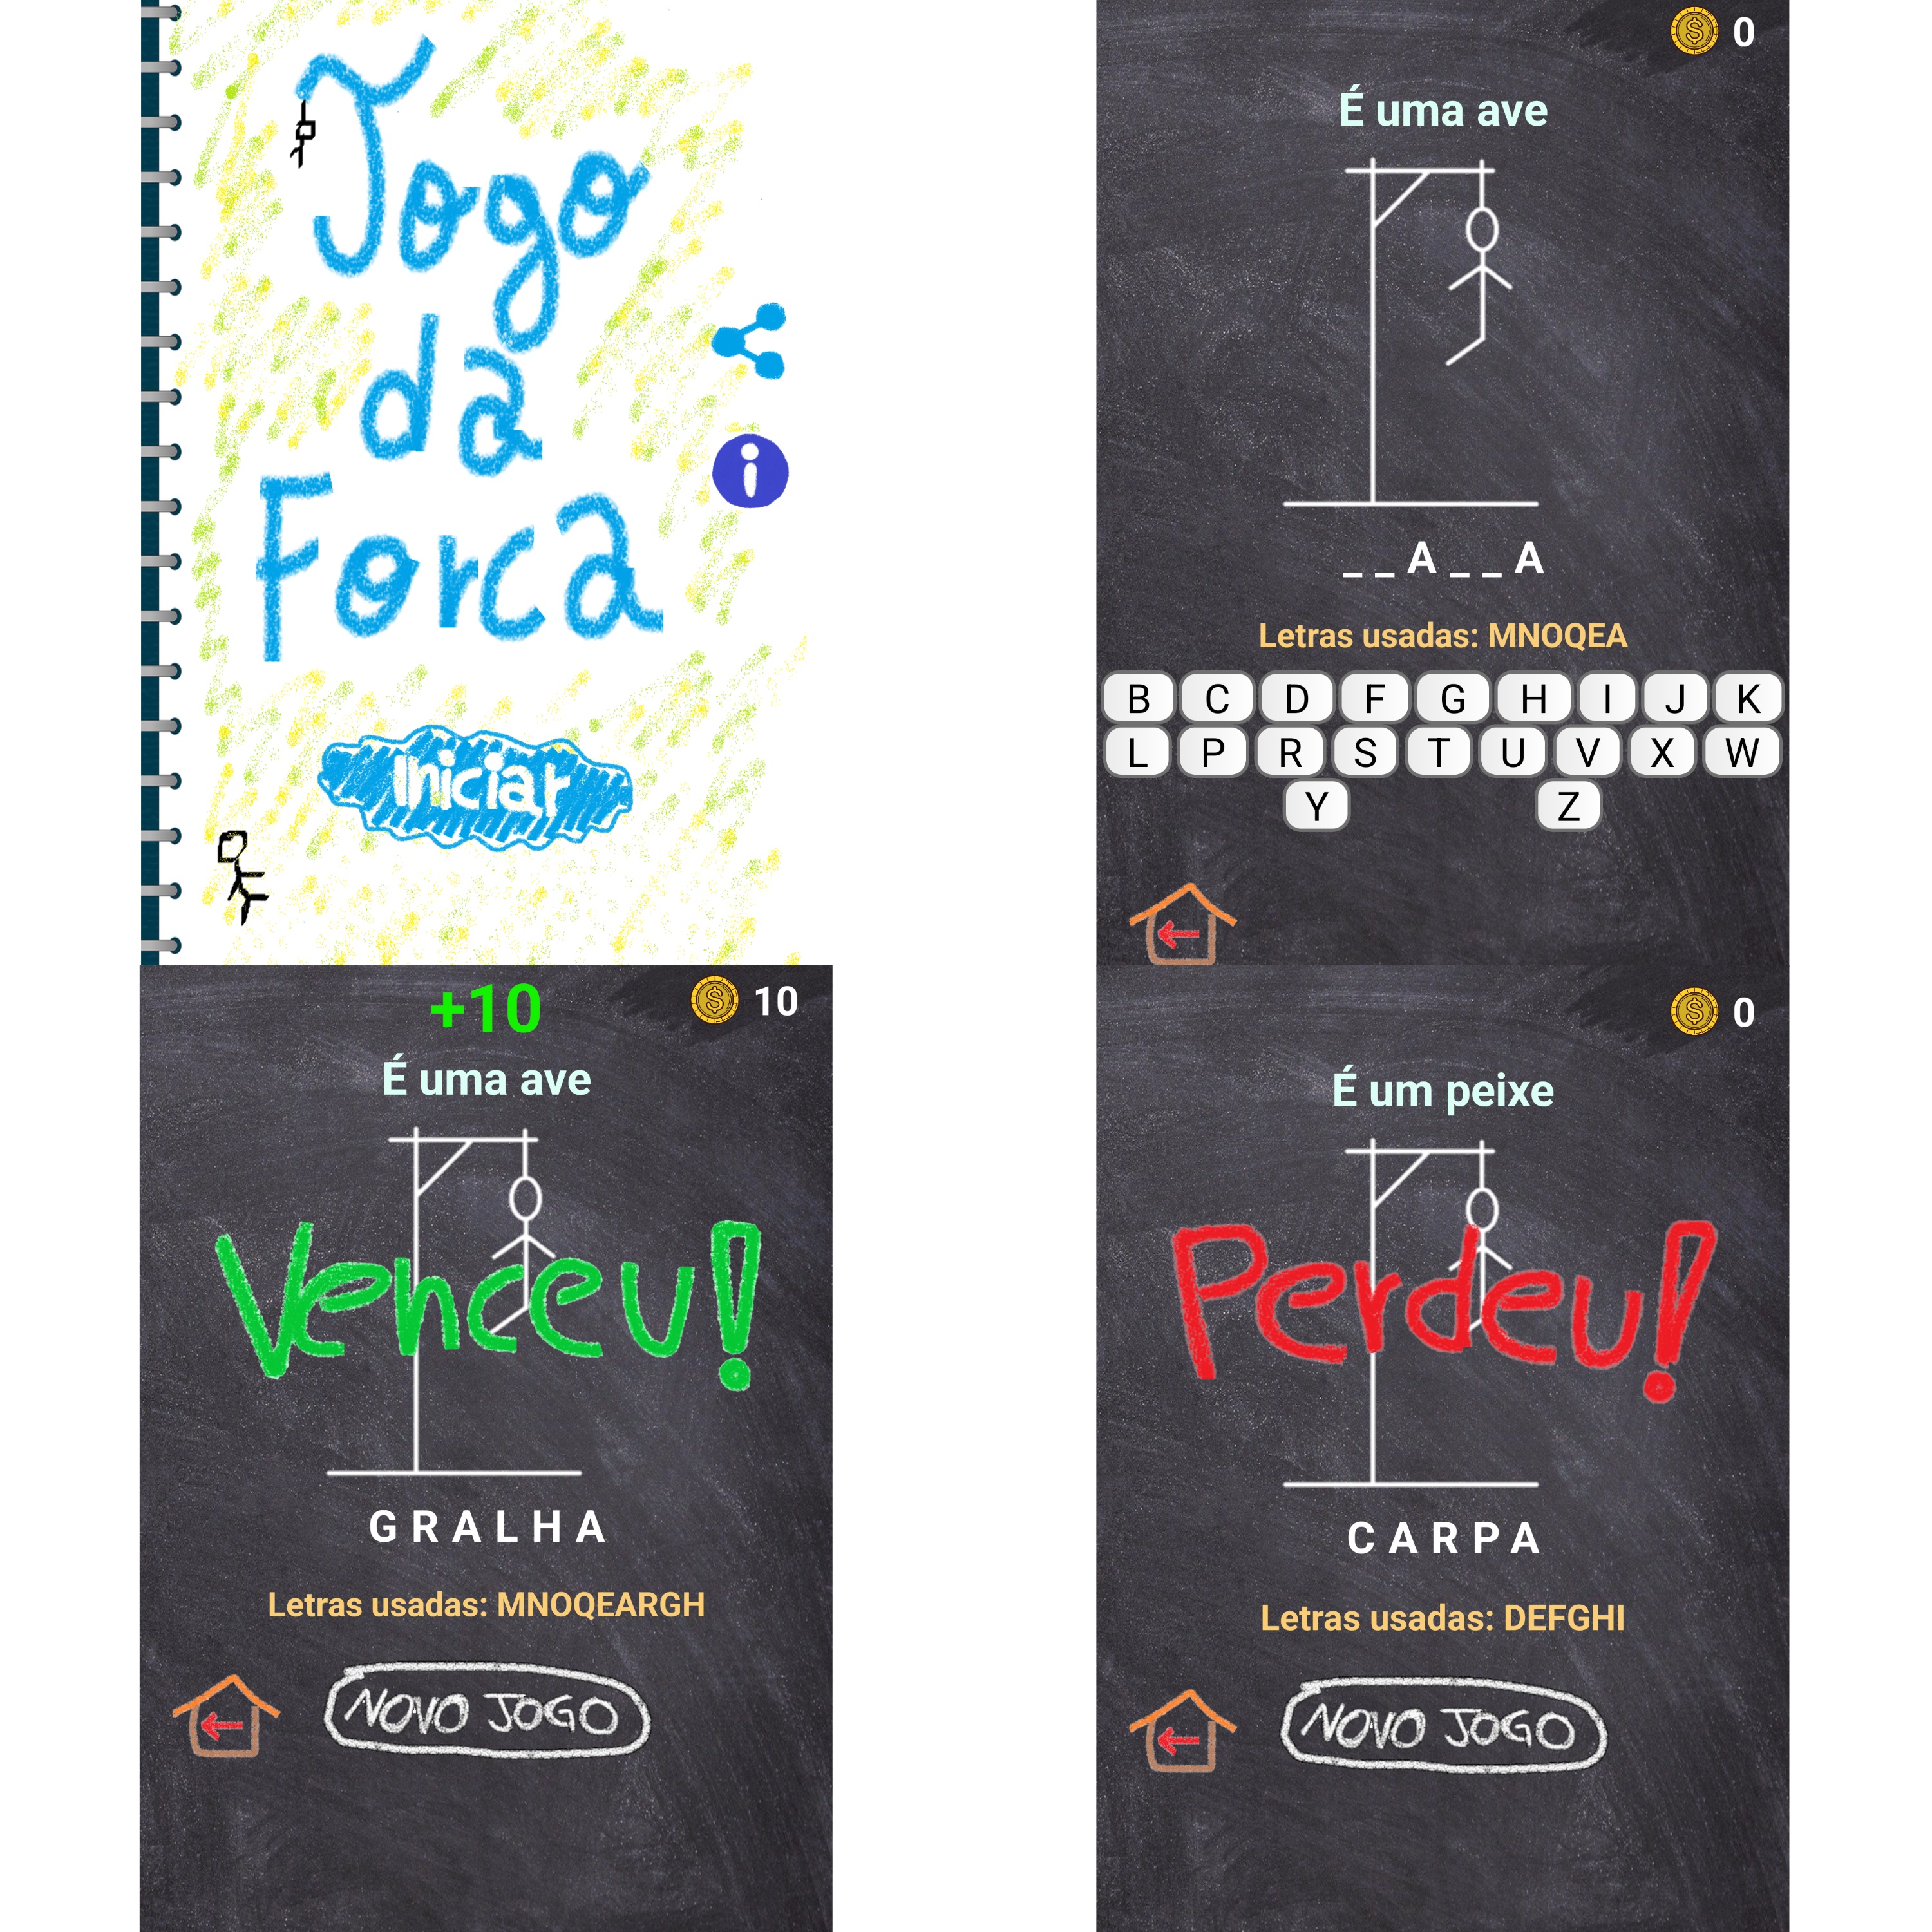 Jogo
da
Forca
Iniciar
0
É uma ave
_ _ A _ _ A
Letras usadas: MNOQEA
B C D F G H I J K
L P R S T U V X W
Y Z
+10
10
É uma ave
Venceu!
G R A L H A
Letras usadas: MNOQEARGH
NOVO JOGO
0
É um peixe
Perdeu!
C A R P A
Letras usadas: DEFGHI
NOVO JOGO